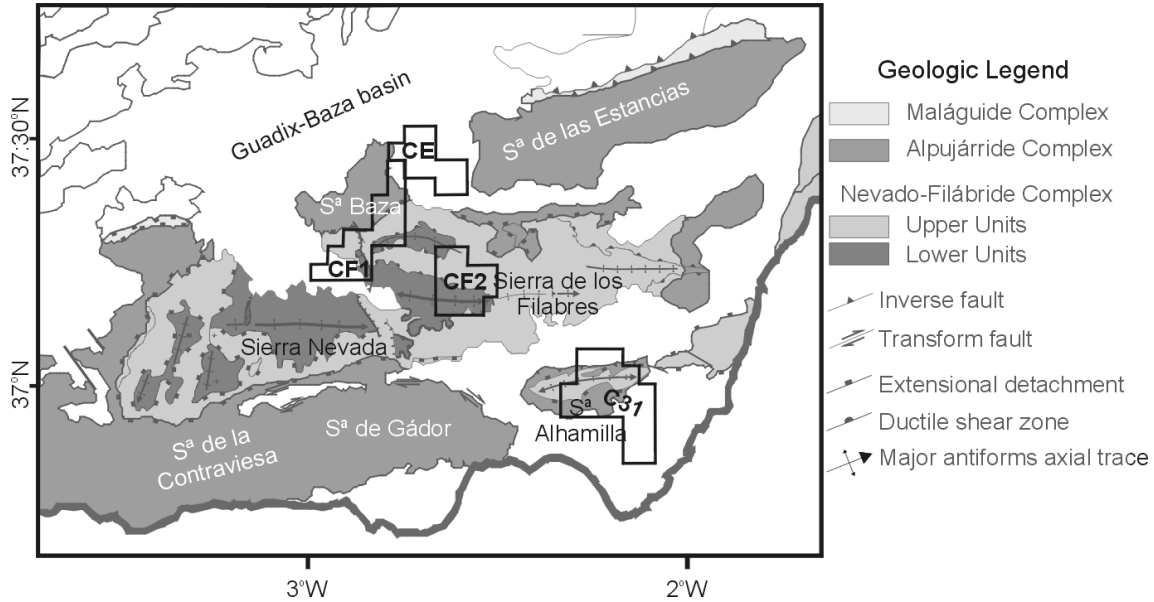 Guadix-Baza basin
Sª de las Estancias
37:30°N
CE
Sª Baza
CF1
CF2
Sierra de los
Filabres
Sierra Nevada
37°N
Sª
C31
Alhamilla
Sª de Gádor
Sª de la
Contraviesa
3°W
2°W
Geologic Legend
Maláguide Complex
Alpujárride Complex
Nevado-Filábride Complex
Upper Units
Lower Units
Inverse fault
Transform fault
Extensional detachment
Ductile shear zone
Major antiforms axial trace